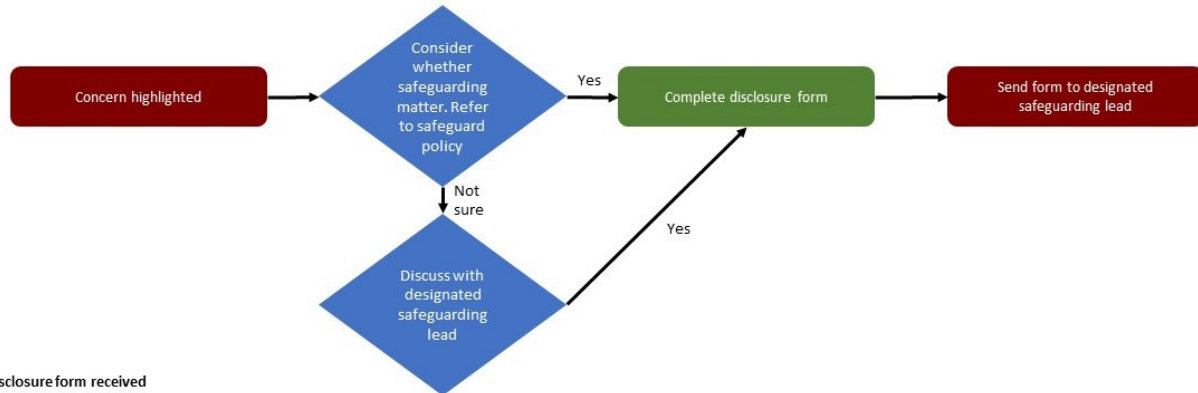 Concern highlighted
Consider
whether
safeguarding
matter. Refer
to safeguard
policy
Yes
Complete disclosure form
Send form to designated
safeguarding lead
Not
sure
Yes
Discuss with
designated
safeguarding
lead
form received